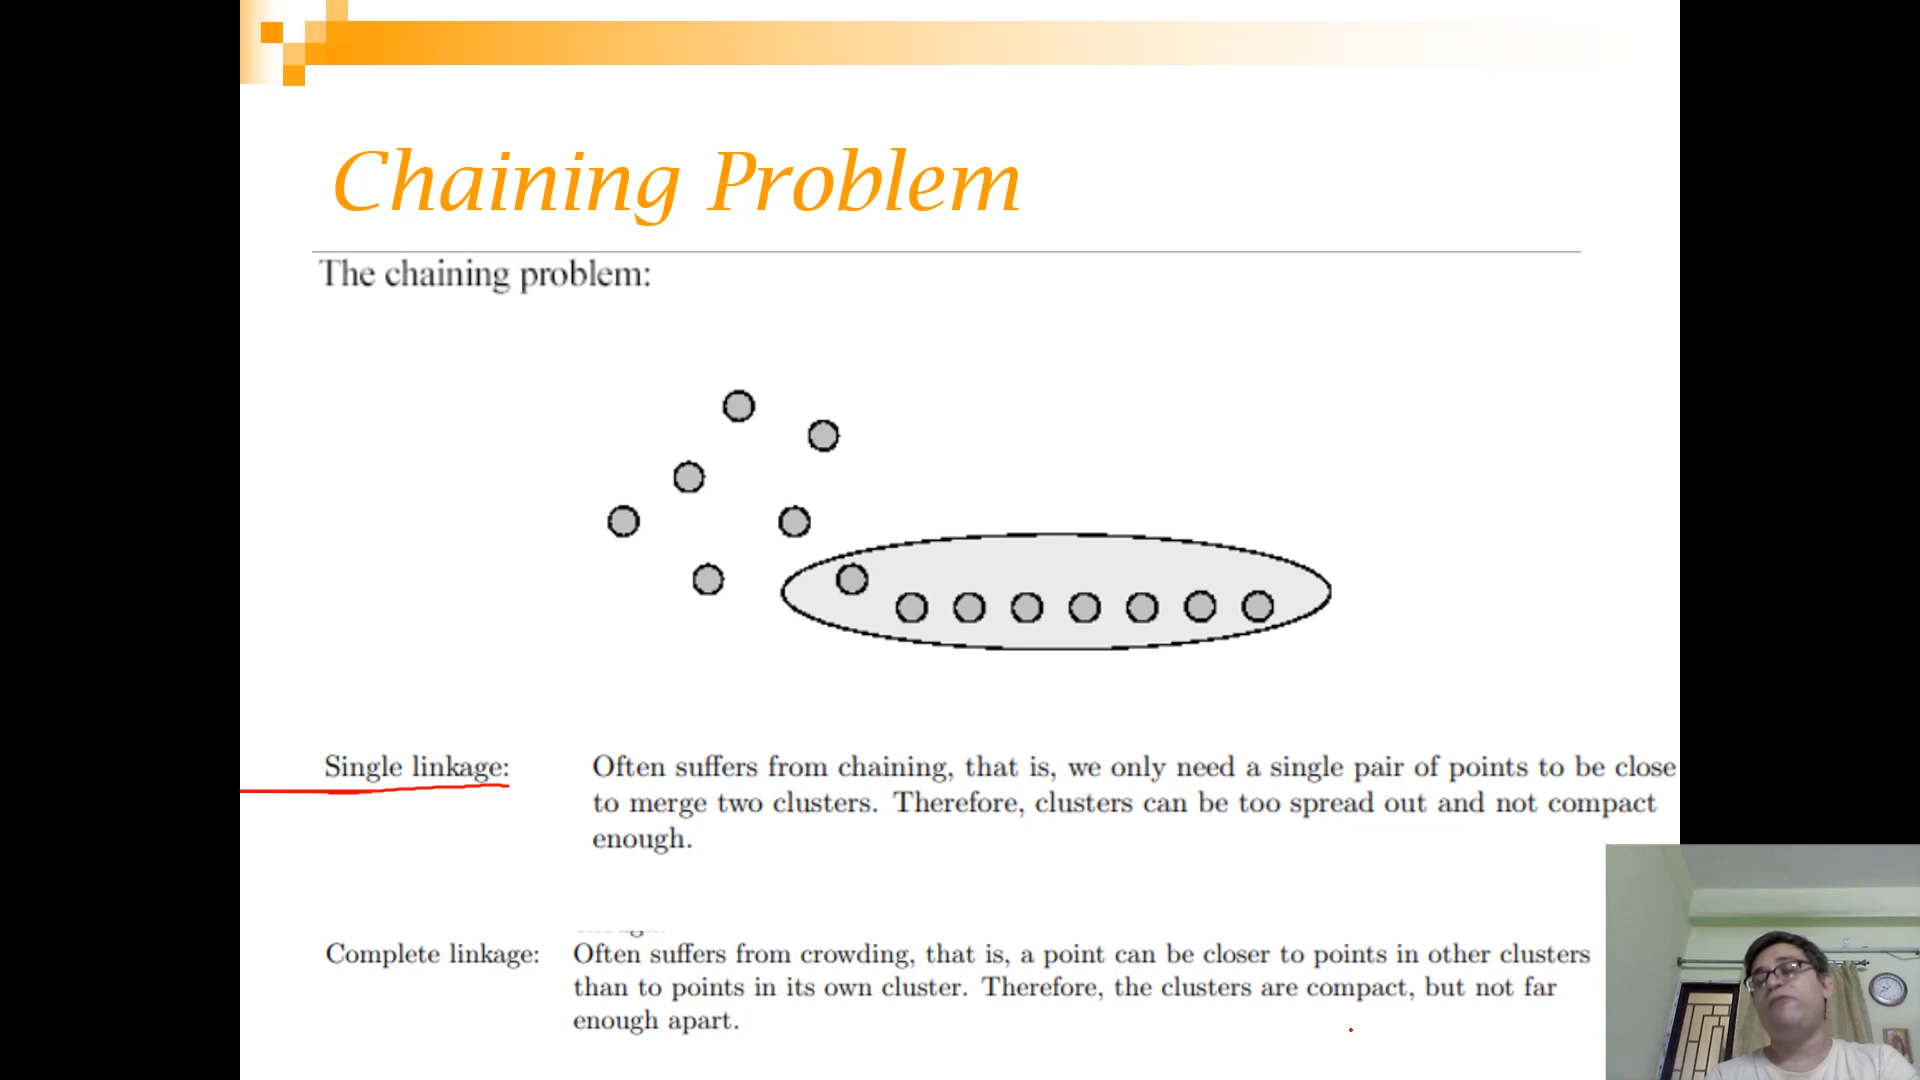 Chaining Problem
The chaining problem:
Single linkage: Often suffers from chaining, that is, we only need a single pair of points to be close
to merge two clusters. Therefore, clusters can be too spread out and not compact
enough.
Complete linkage: Often suffers from crowding, that is, a point can be closer to points in other clusters
than to points in its own cluster. Therefore, the clusters are compact, but not far
enough apart.